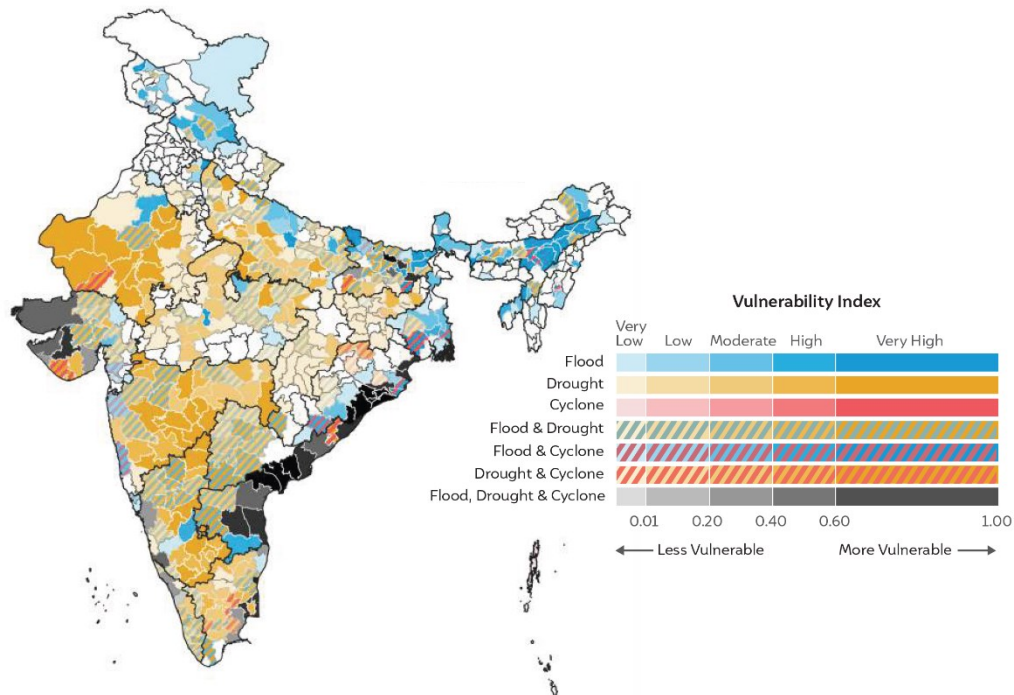 Vulnerability Index
Very Low Low Moderate High Very High
Flood
Drought
Cyclone
Flood & Drought
Flood & Cyclone
Drought & Cyclone
Flood, Drought & Cyclone
0.01 0.20 0.40 0.60 1.00
Less Vulnerable More Vulnerable